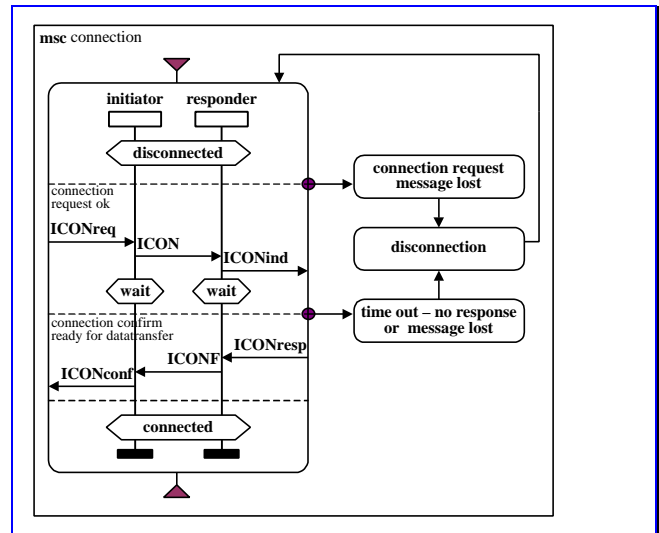 msc connection
initiator responder
disconnected
connection
request ok
connection request
message lost
ICONreq
ICON
ICONind
disconnection
wait
wait
connection confirm
ready for datatransfer
time out – no response
or message lost
ICONresp
ICONF
ICONconf
connected